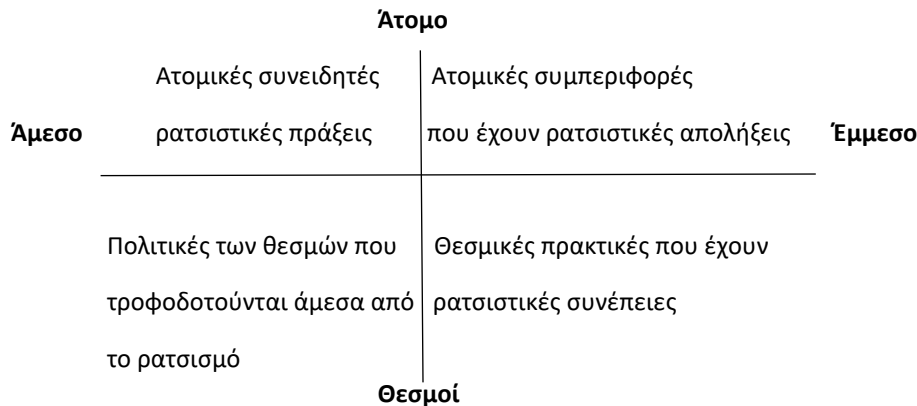 Άτομο
Ατομικές συνειδητές
ρατσιστικές πράξεις
Ατομικές συμπεριφορές
που έχουν ρατσιστικές απολήξεις
Άμεσο
Έμμεσο
Πολιτικές των θεσμών που
τροφοδοτούνται άμεσα από
το ρατσισμό
Θεσμικές πρακτικές που έχουν
ρατσιστικές συνέπειες
Θεσμοί